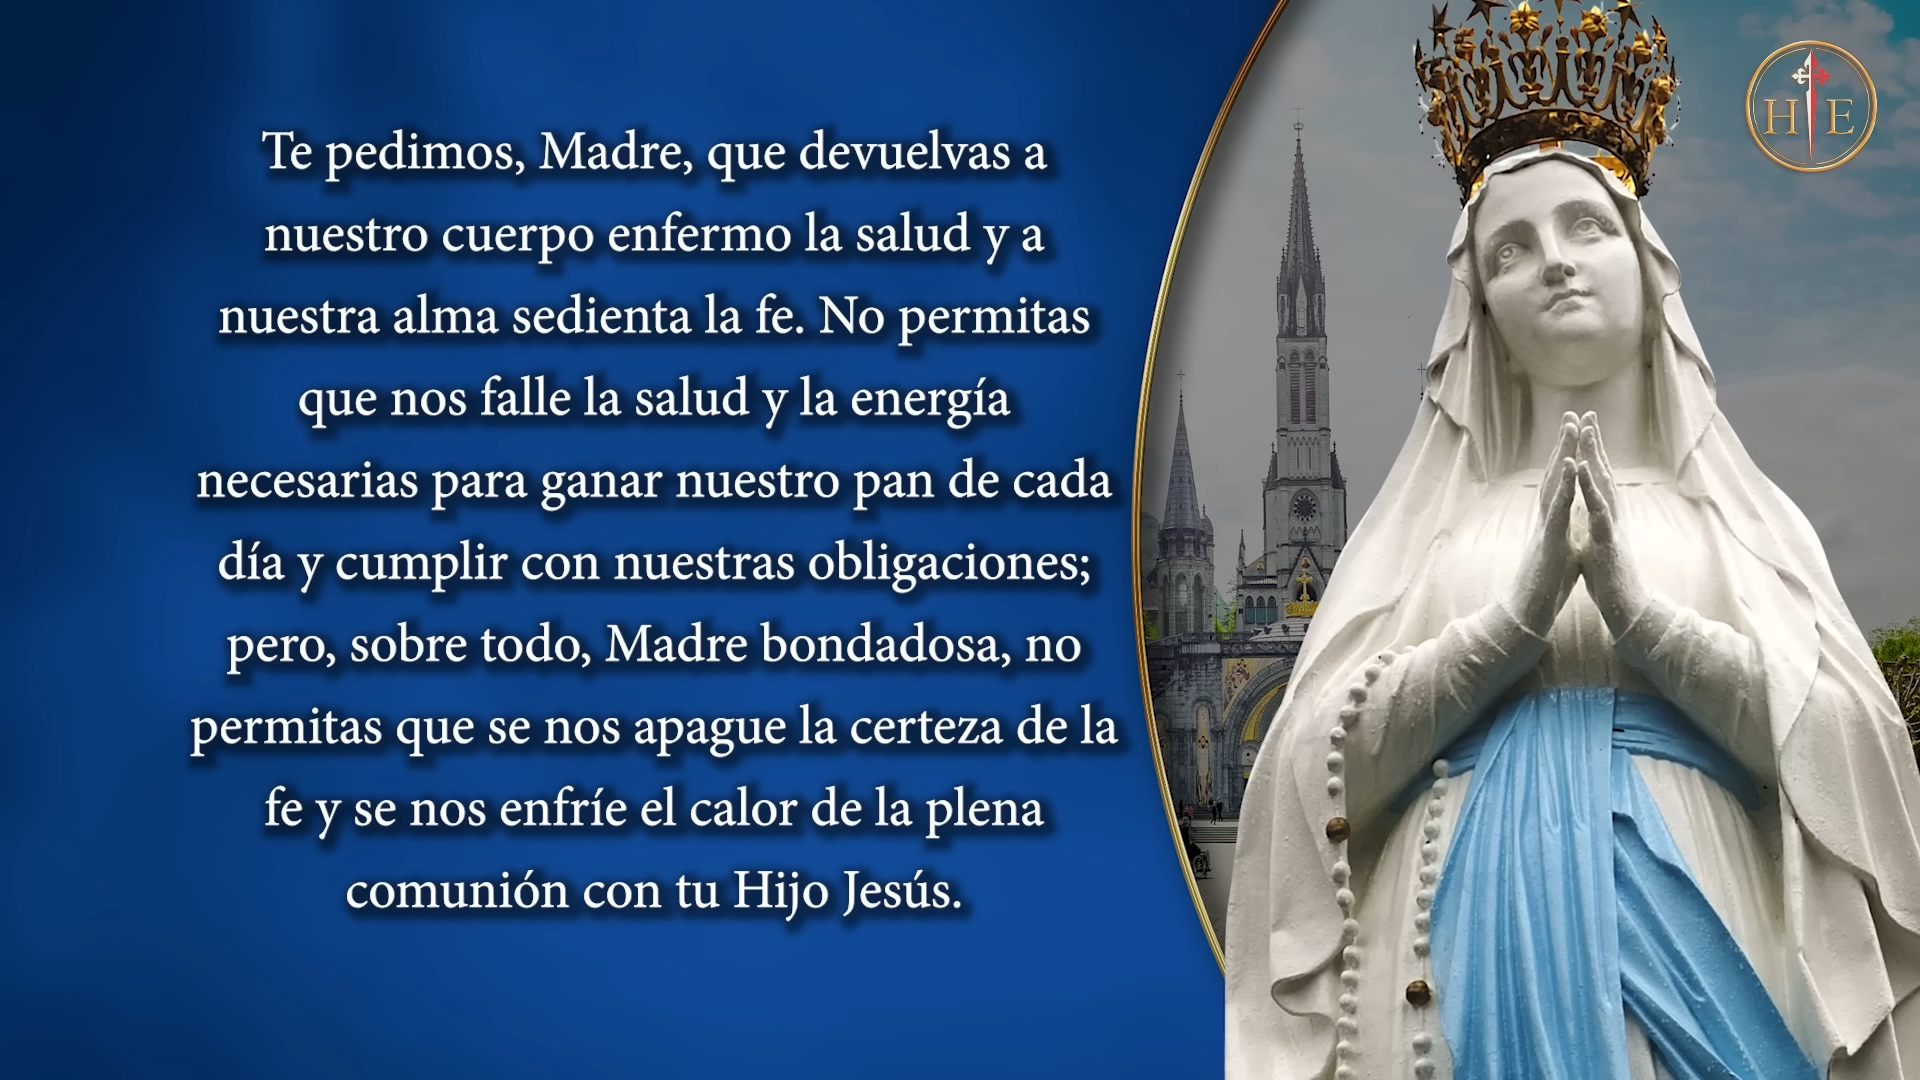 Te pedimos, Madre, que devuelvas a
nuestro cuerpo enfermo la salud y a
nuestra alma sedienta la fe. No permitas
que nos falle la salud y la energía
necesarias para ganar nuestro pan de cada
día y cumplir con nuestras obligaciones;
pero, sobre todo, Madre bondadosa, no
permitas que se nos apague la certeza de la
fe y se nos enfríe el calor de la plena
comunión con tu Hijo Jesús.
H E